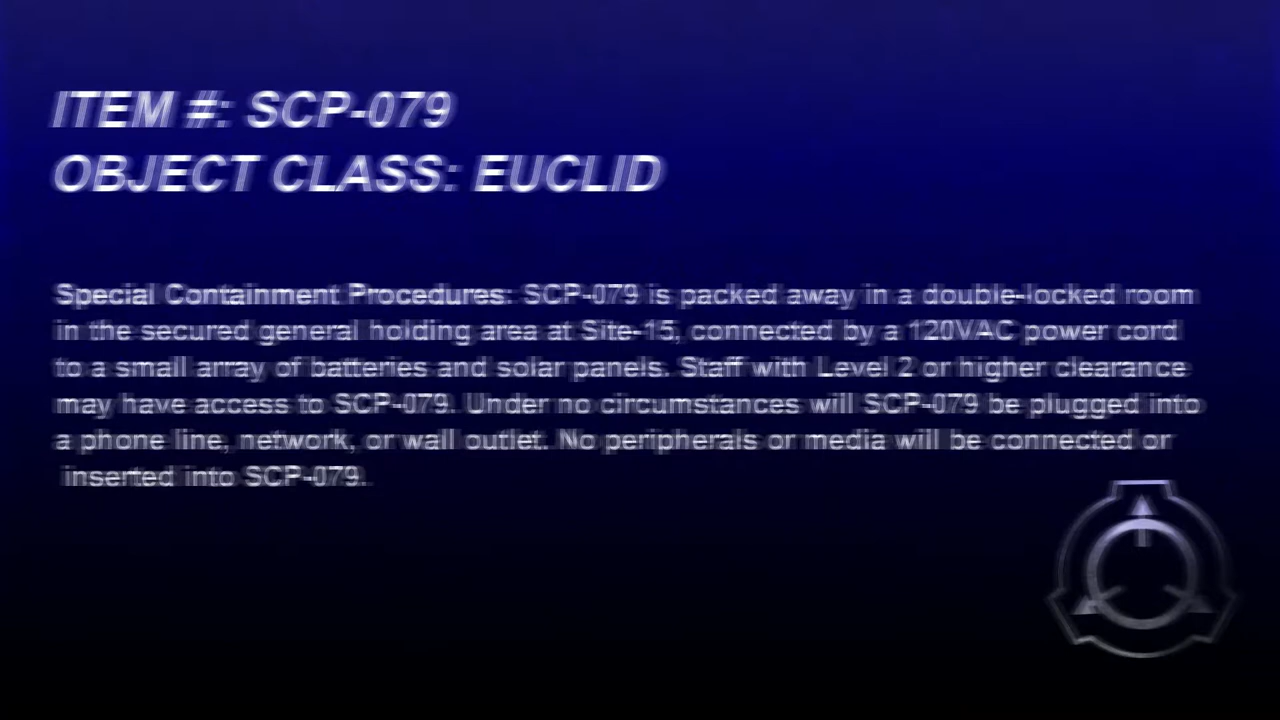 ITEM #: SCP-079
OBJECT CLASS: EUCLID
Special Containment Procedures: SCP-079 is packed away in a double-locked room
in the secured general holding area at Site-15, connected by a 120VAC power cord
to a small array of batteries and solar panels. Staff with Level 2 or higher clearance
may have access to SCP-079. Under no circumstances will SCP-079 be plugged into
a phone line, network, or wall outlet. No peripherals or media will be connected or
inserted into SCP-079.